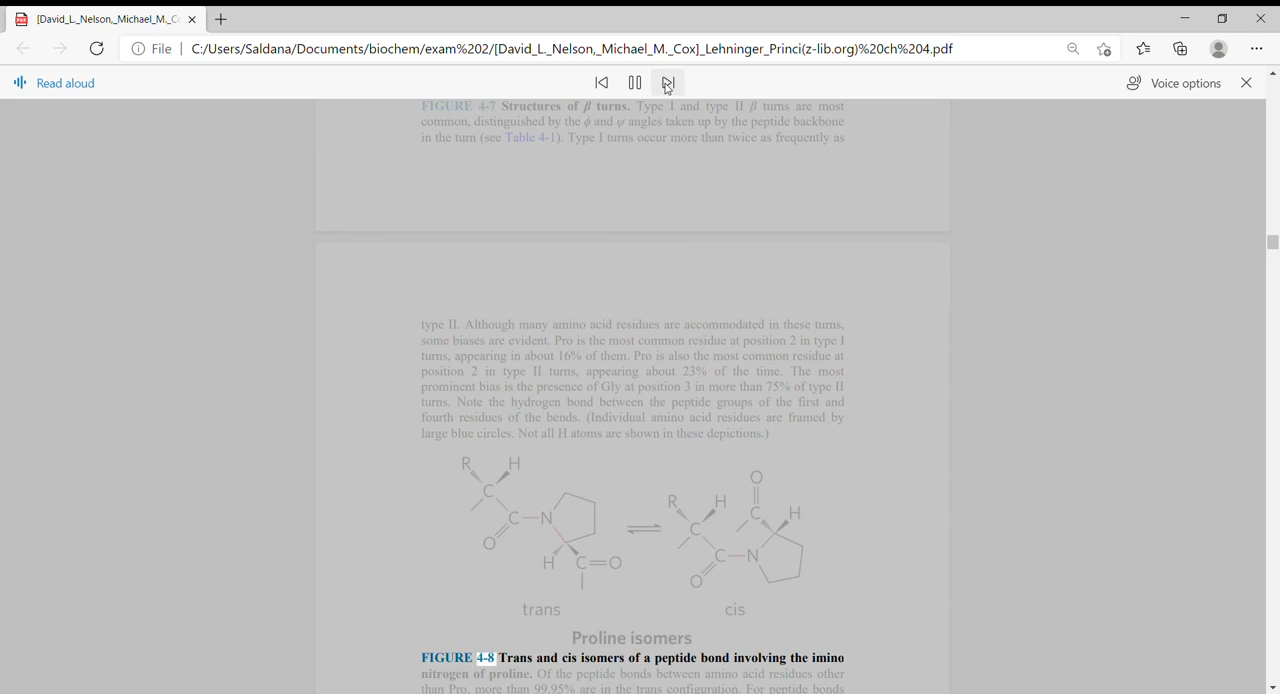 [David_L._Nelson,_Michael_M._C
File | C:/Users/Saldana/Documents/biochem/exam%202/[David_L._Nelson,_Michael_M._Cox]_Lehninger_Princi(z-lib.org)%20ch%204.pdf
Read aloud
Voice options
FIGURE 4-7 Structures of β turns. Type I and type II β turns are most
common, distinguished by the ϕ and ψ angles taken up by the peptide backbone
in the turn (see Table 4-1). Type I turns occur more than twice as frequently as
type II. Although many amino acid residues are accommodated in these turns,
some biases are evident. Pro is the most common residue at position 2 in type I
turns, appearing in about 16% of them. Pro is also the most common residue at
position 2 in type II turns, appearing about 23% of the time. The most
prominent bias is the presence of Gly at position 3 in more than 75% of type II
turns. Note the hydrogen bond between the peptide groups of the first and
fourth residues of the bends. (Individual amino acid residues are framed by
large blue circles. Not all H atoms are shown in these depictions.)
R H
C
C N
O
H C O
O
R H C H
C
C N
O
trans cis
Proline isomers
FIGURE 4-8 Trans and cis isomers of a peptide bond involving the imino
nitrogen of proline. Of the peptide bonds between amino acid residues other
than Pro, more than 99.95% are in the trans configuration. For peptide bonds